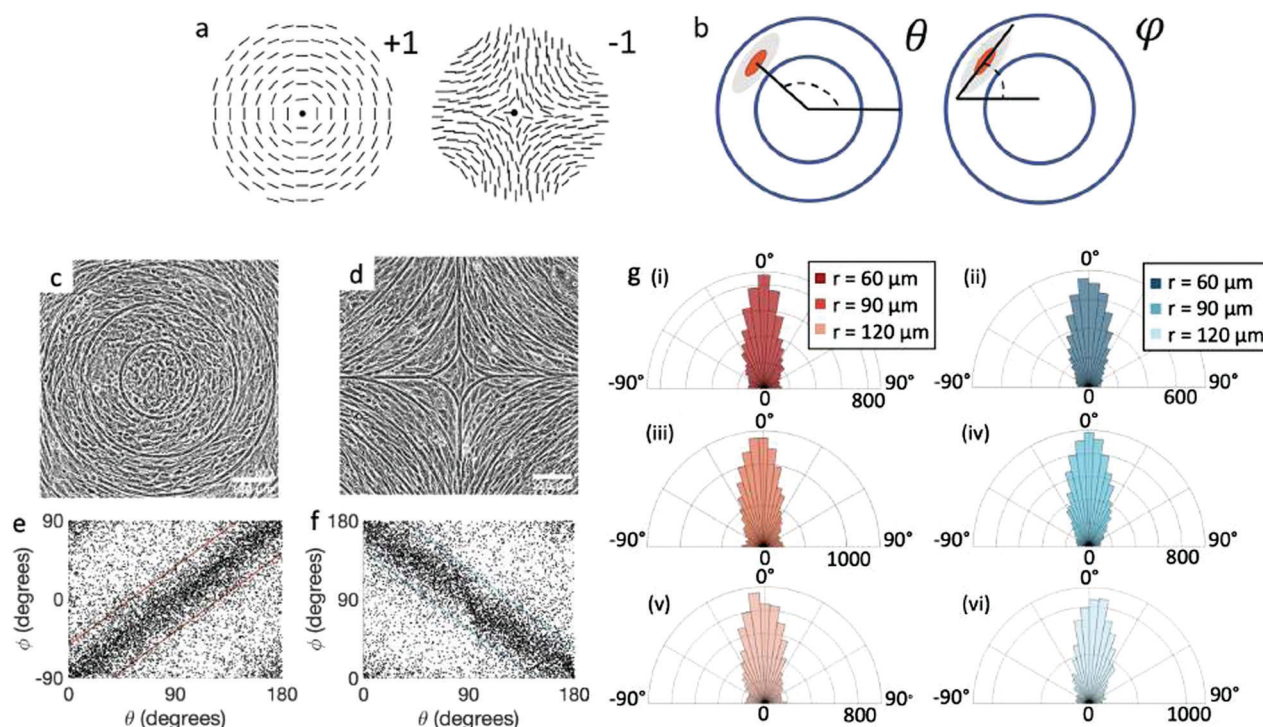 a +1 -1 b θ φ
c d
g (i) 0° r = 60 µm r = 90 µm r = 120 µm (ii) 0° r = 60 µm r = 90 µm r = 120 µm
-90° 90° -90° 90°
0 800 0 600
(iii) 0° (iv) 0°
-90° 90° -90° 90°
0 1000 0 800
(v) 0° (vi) 0°
-90° 90° -90° 90°
0 800 0 1000
e 90 f 180
ϕ (degrees) 0 ϕ (degrees) 90
-90 0
0 90 180 0 90 180
θ (degrees) θ (degrees)